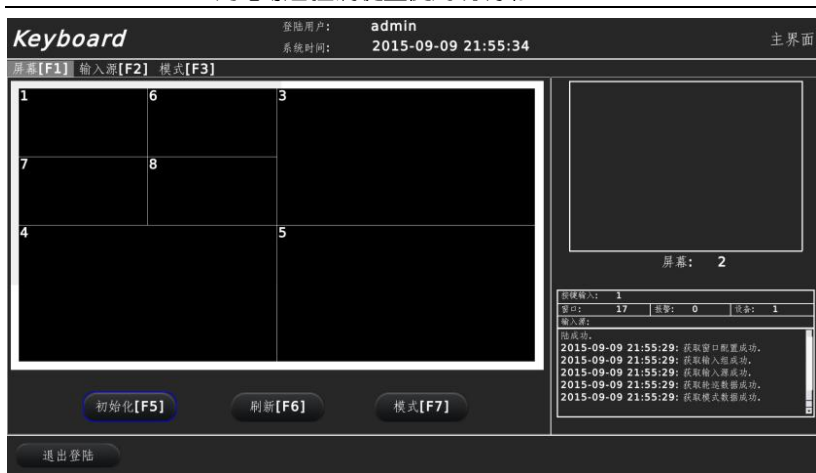 Keyboard
登陆用户: admin
系统时间: 2015-09-09 21:55:34
主界面
屏幕[F1] 输入源[F2] 模式[F3]
1 6 3
7 8
4 5
屏幕: 2
按键输入: 1
窗口: 17 报警: 0 设备: 1
输入源:
陆成功.
2015-09-09 21:55:29: 获取窗口配置成功.
2015-09-09 21:55:29: 获取输入组成功.
2015-09-09 21:55:29: 获取输入源成功.
2015-09-09 21:55:29: 获取轮巡数据成功.
2015-09-09 21:55:29: 获取模式数据成功.
初始化[F5] 刷新[F6] 模式[F7]
退出登陆